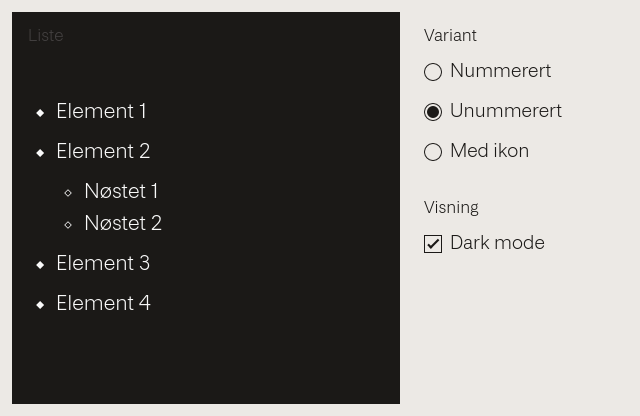 Liste
Element 1
Element 2
Nøstet 1
Nøstet 2
Element 3
Element 4
Variant
Nummerert
Unummerert
Med ikon
Visning
Dark mode